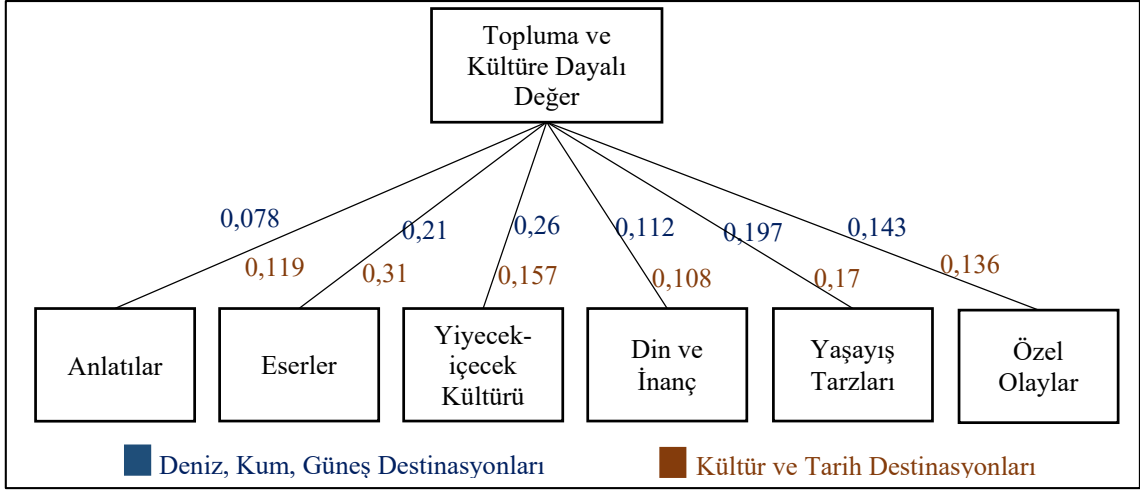 Topluma ve
Kültüre Dayalı
Değer
0,078
0,21
0,26
0,112
0,197
0,143
0,119
0,31
0,157
0,108
0,17
0,136
Anlatılar
Eserler
Yiyecek-
içecek
Kültürü
Din ve
İnanç
Yaşayış
Tarzları
Özel
Olaylar
Deniz, Kum, Güneş Destinasyonları
Kültür ve Tarih Destinasyonları